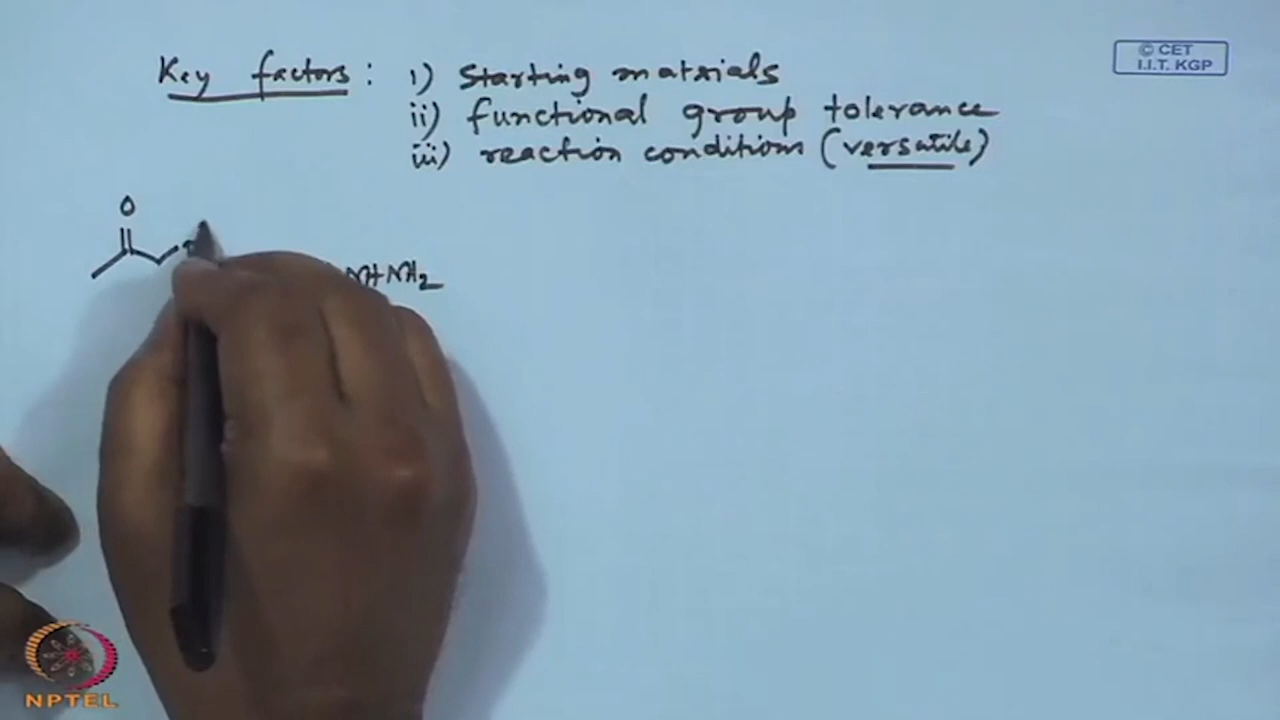 Key factors: i) Starting materials
ii) functional group tolerance
iii) reaction conditions (versatile)
© CET
I.I.T. KGP
O
NHNH2
NPTEL